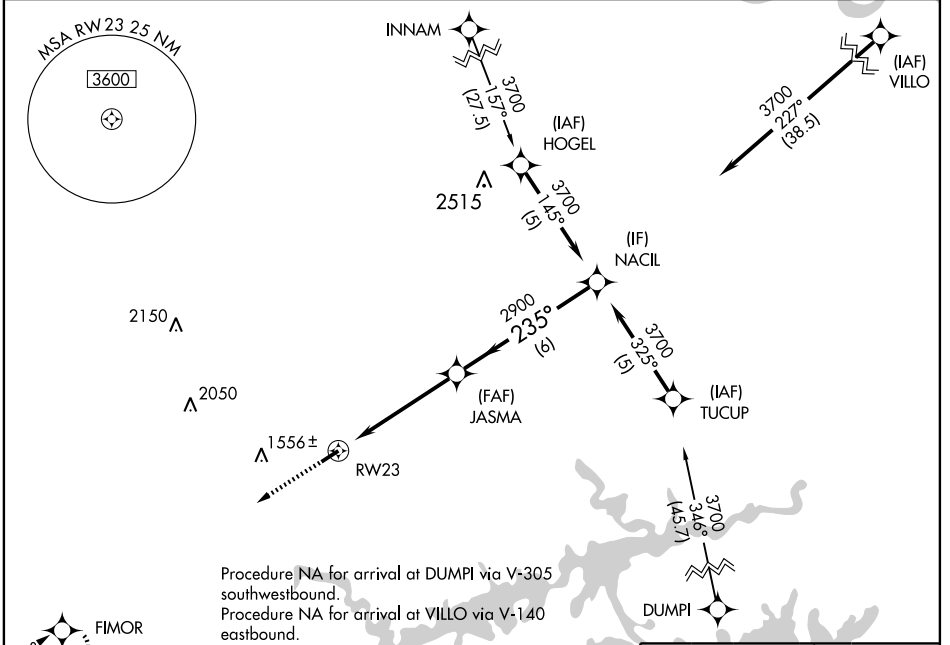 MSA RW 23 25 NM
3600
INNAM
3700
157°
(27.5)
(IAF)
HOGEL
2515
3700
145°
(5)
(IAF)
VILLO
3700
227°
(38.5)
(IF)
NACIL
2900
235°
(6)
(FAF)
JASMA
3700
325°
(5)
(IAF)
TUCUP
2150
2050
1556±
RW23
3700
346°
(45.7)
DUMPI
Procedure NA for arrival at DUMPI via V-305
southwestbound.
Procedure NA for arrival at VILLO via V-140
eastbound.
FIMOR